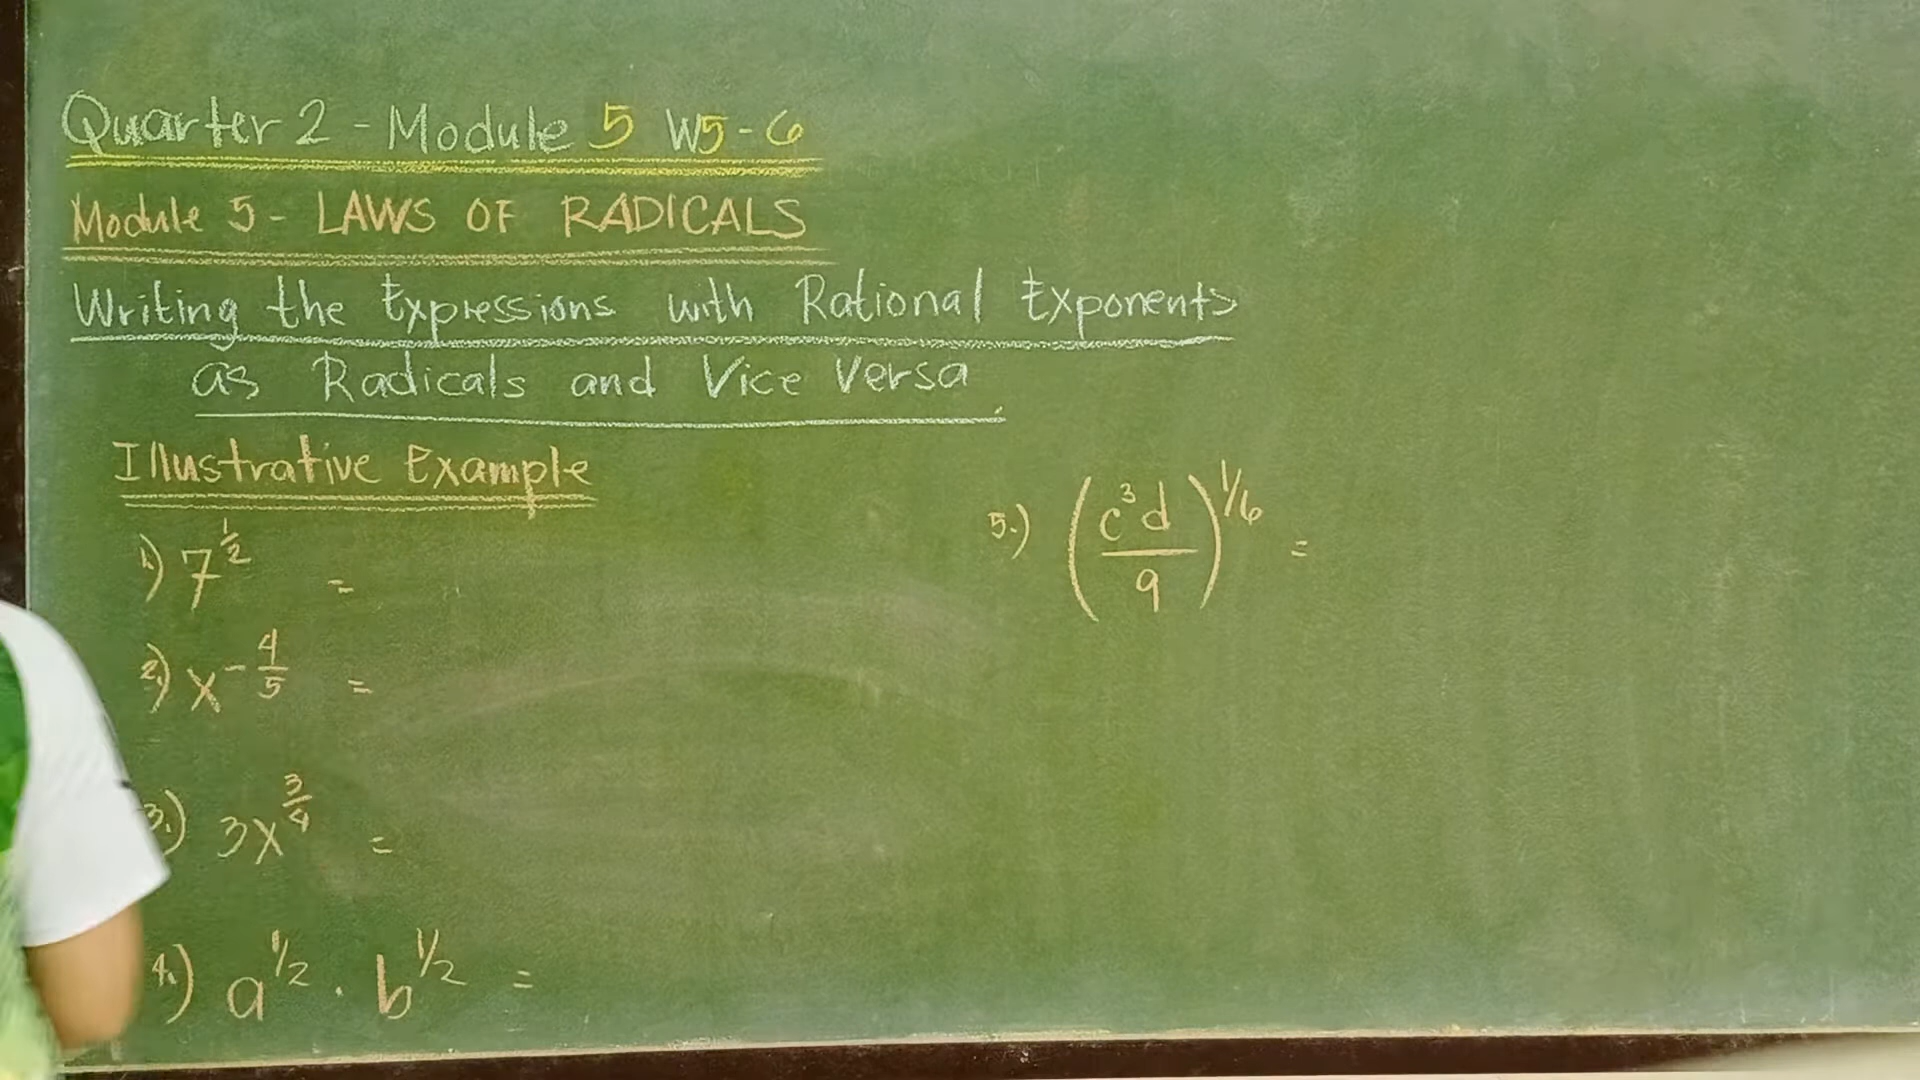 Quarter 2 - Module 5 W5-6
Module 5 - LAWS OF RADICALS
Writing the Expressions with Rational Exponents
as Radicals and Vice Versa
Illustrative Example
1.) 7^(1/2) =
2.) x^(-4/5) =
3.) 3x^(3/4) =
4.) a^(1/2) · b^(1/2) =
5.) (c^3 d / 9)^(1/6) =